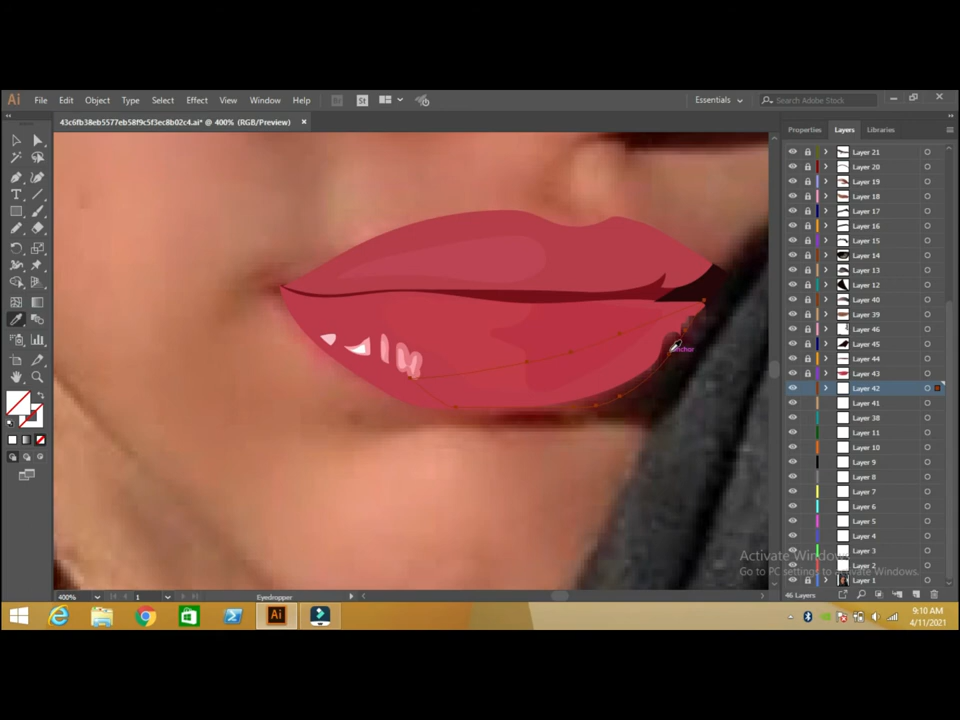 Ai File Edit Object Type Select Effect View Window Help Br St Essentials Search Adobe Stock
43c6fb38eb5577eb58f9c5f3ec8b02c4.ai* @ 400% (RGB/Preview)
Properties Layers Libraries
Layer 21
Layer 20
Layer 19
Layer 18
Layer 17
Layer 16
Layer 15
Layer 14
Layer 13
Layer 12
Layer 40
Layer 39
Layer 46
Layer 45
Layer 44
Layer 43
Layer 42
Layer 41
Layer 38
Layer 11
Layer 10
Layer 9
Layer 8
Layer 7
Layer 6
Layer 5
Layer 4
Layer 3
Layer 2
Layer 1
anchor
Activate Windows
Go to PC settings to activate Windows.
400% 1 Eyedropper 46 Layers
Ai 9:10 AM
4/11/2021